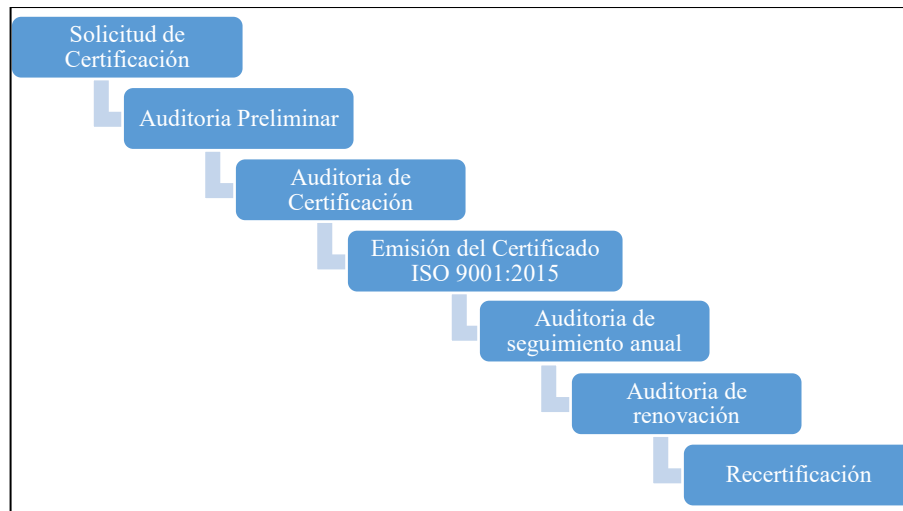 Solicitud de
Certificación
Auditoria Preliminar
Auditoria de
Certificación
Emisión del Certificado
ISO 9001:2015
Auditoria de
seguimiento anual
Auditoria de
renovación
Recertificación